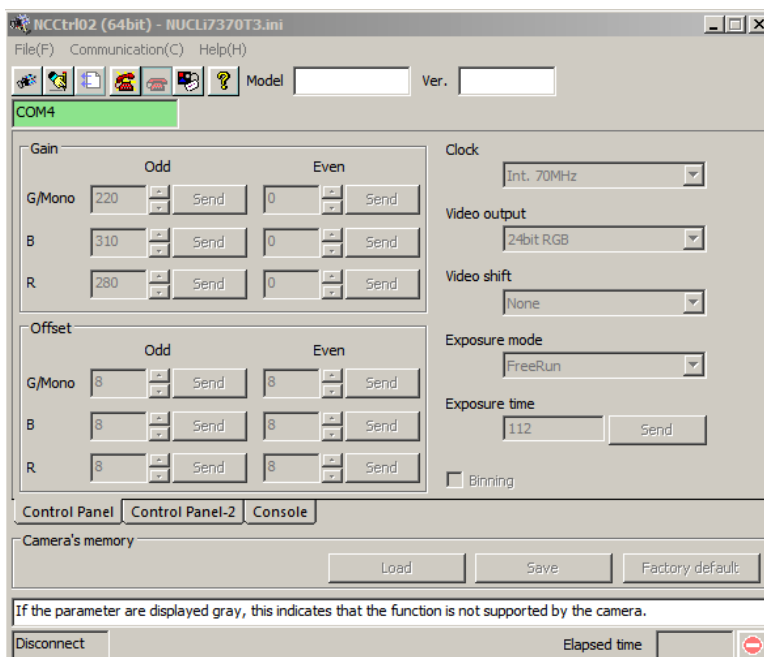 NCCtrl02 (64bit) - NUCLi7370T3.ini
File(F) Communication(C) Help(H)
Model Ver.
COM4
Gain
Odd Even
G/Mono 220 Send 0 Send
B 310 Send 0 Send
R 280 Send 0 Send
Offset
Odd Even
G/Mono 8 Send 8 Send
B 8 Send 8 Send
R 8 Send 8 Send
Clock
Int. 70MHz
Video output
24bit RGB
Video shift
None
Exposure mode
FreeRun
Exposure time
112 Send
Binning
Control Panel Control Panel-2 Console
Camera's memory
Load Save Factory default
If the parameter are displayed gray, this indicates that the function is not supported by the camera.
Disconnect Elapsed time